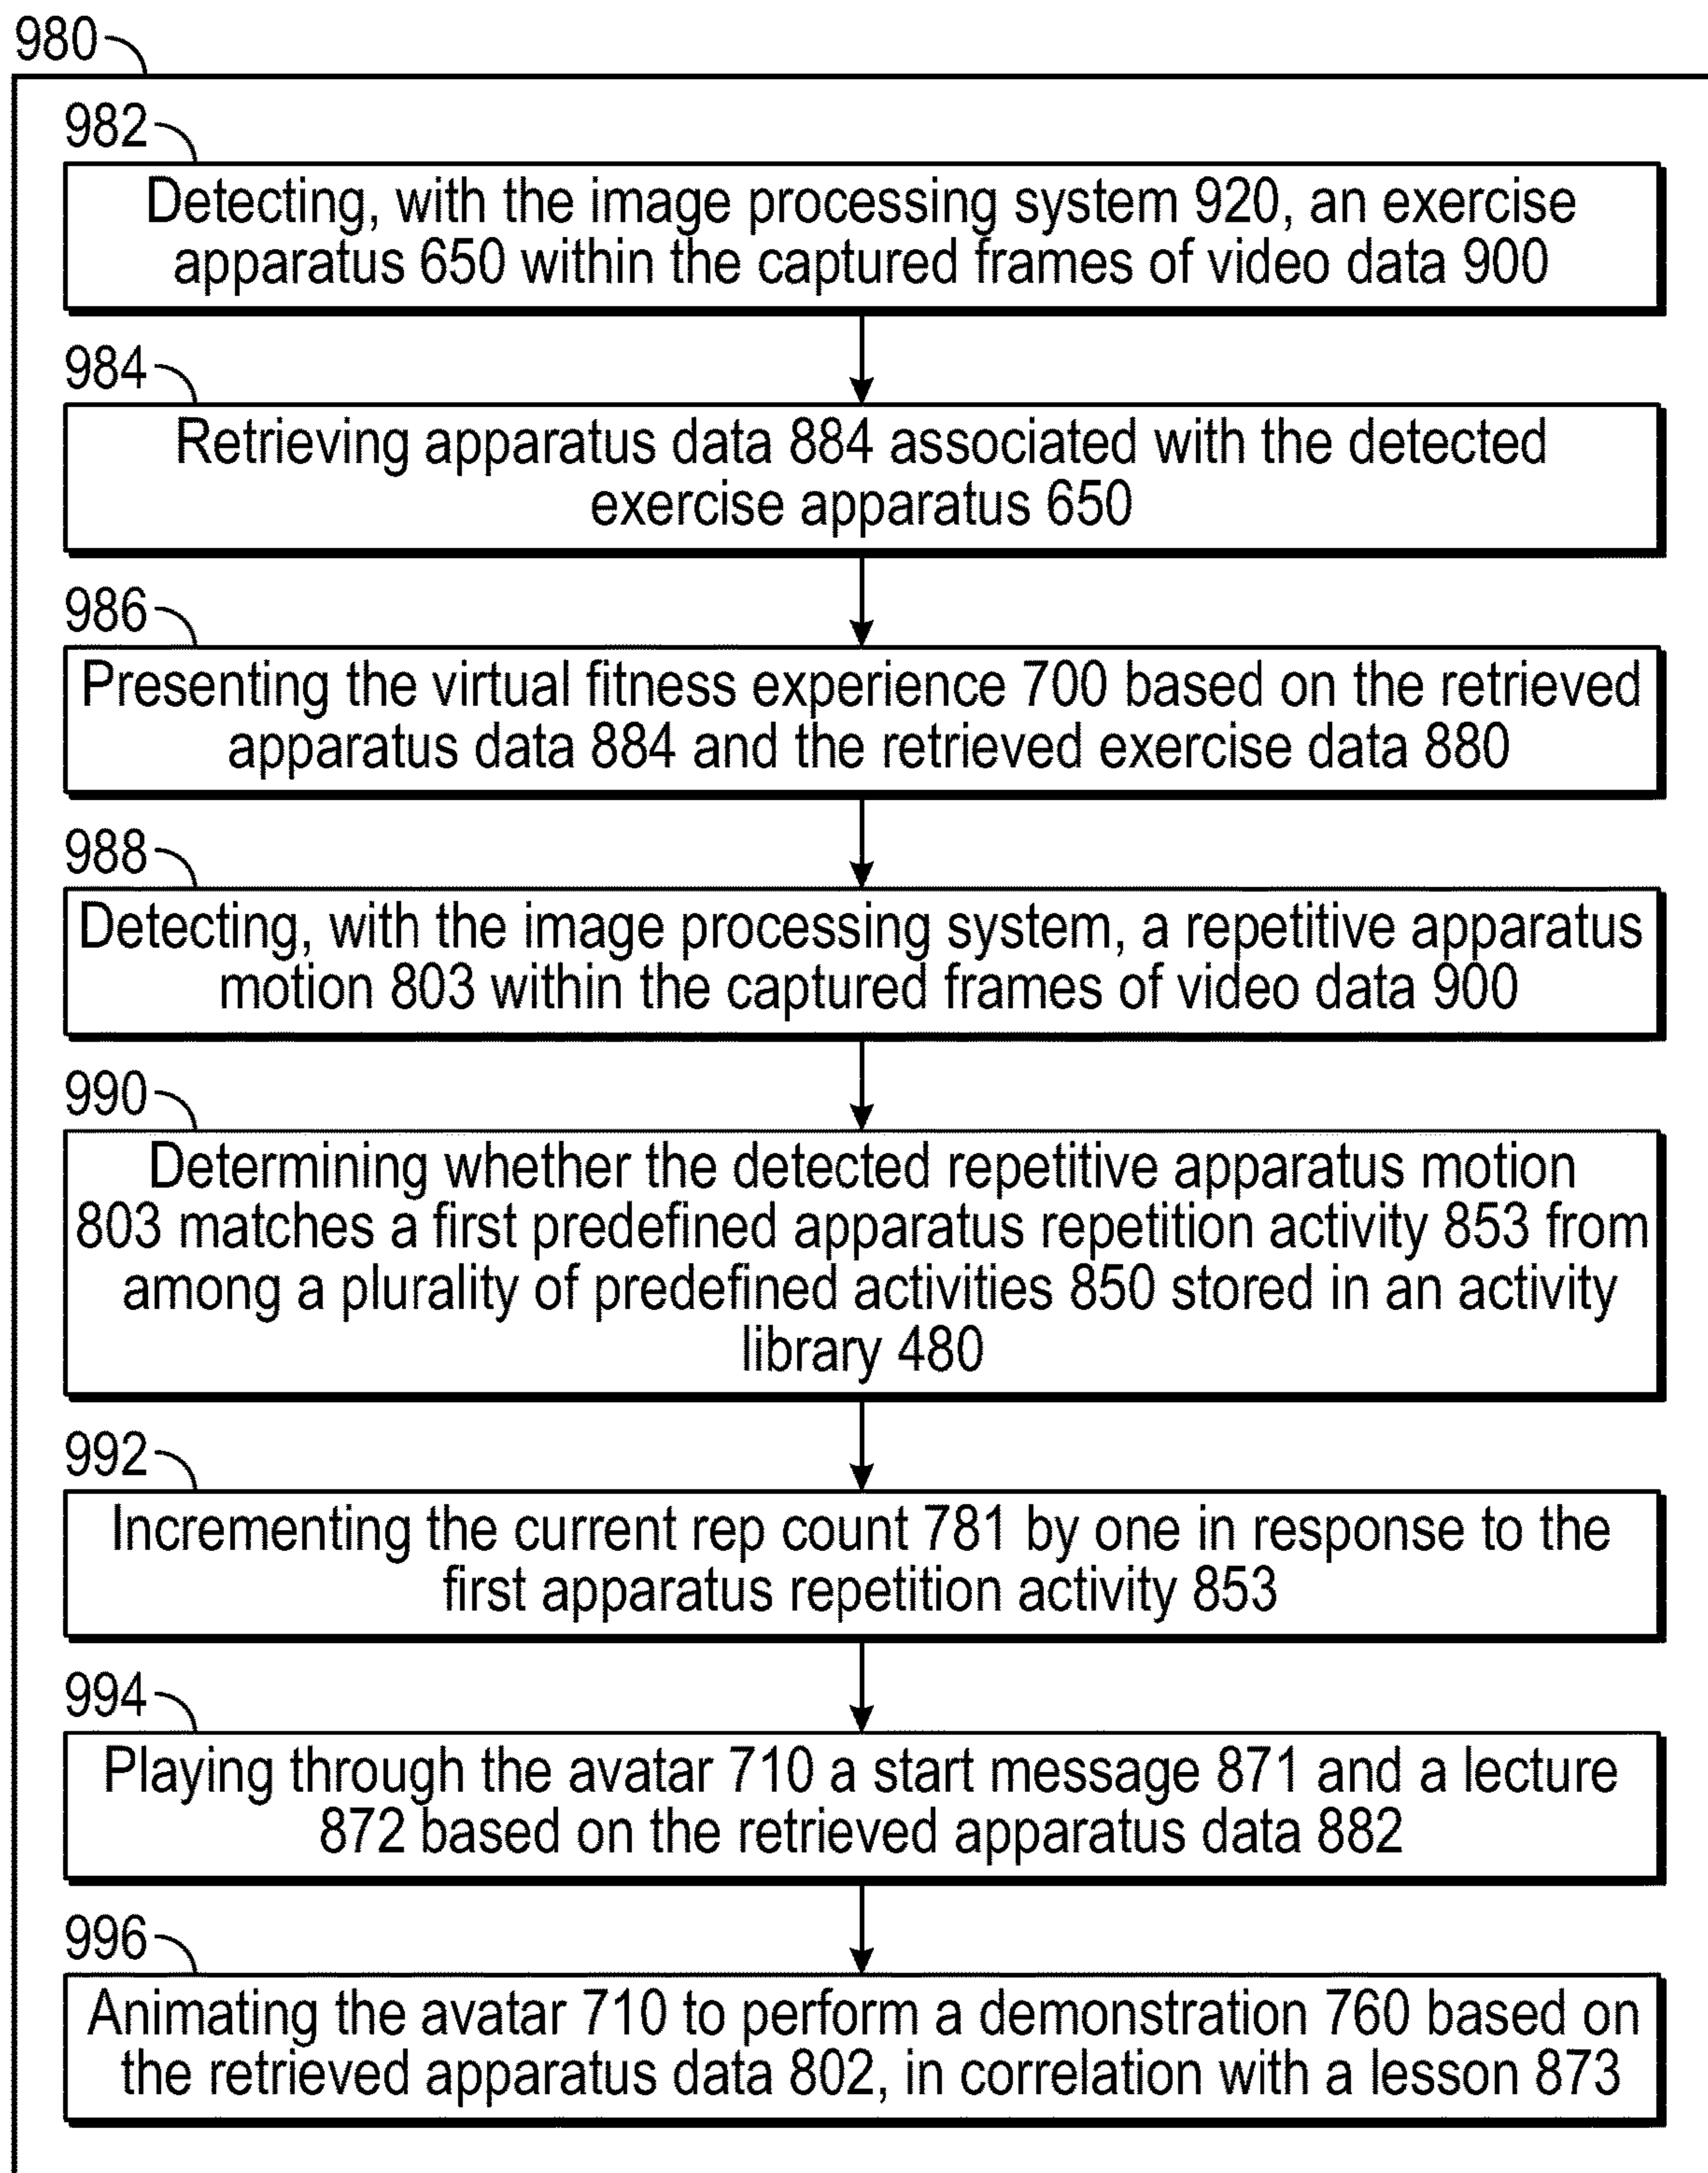 980
982
Detecting, with the image processing system 920, an exercise
apparatus 650 within the captured frames of video data 900
984
Retrieving apparatus data 884 associated with the detected
exercise apparatus 650
986
Presenting the virtual fitness experience 700 based on the retrieved
apparatus data 884 and the retrieved exercise data 880
988
Detecting, with the image processing system, a repetitive apparatus
motion 803 within the captured frames of video data 900
990
Determining whether the detected repetitive apparatus motion
803 matches a first predefined apparatus repetition activity 853 from
among a plurality of predefined activities 850 stored in an activity
library 480
992
Incrementing the current rep count 781 by one in response to the
first apparatus repetition activity 853
994
Playing through the avatar 710 a start message 871 and a lecture
872 based on the retrieved apparatus data 882
996
Animating the avatar 710 to perform a demonstration 760 based on
the retrieved apparatus data 802, in correlation with a lesson 873